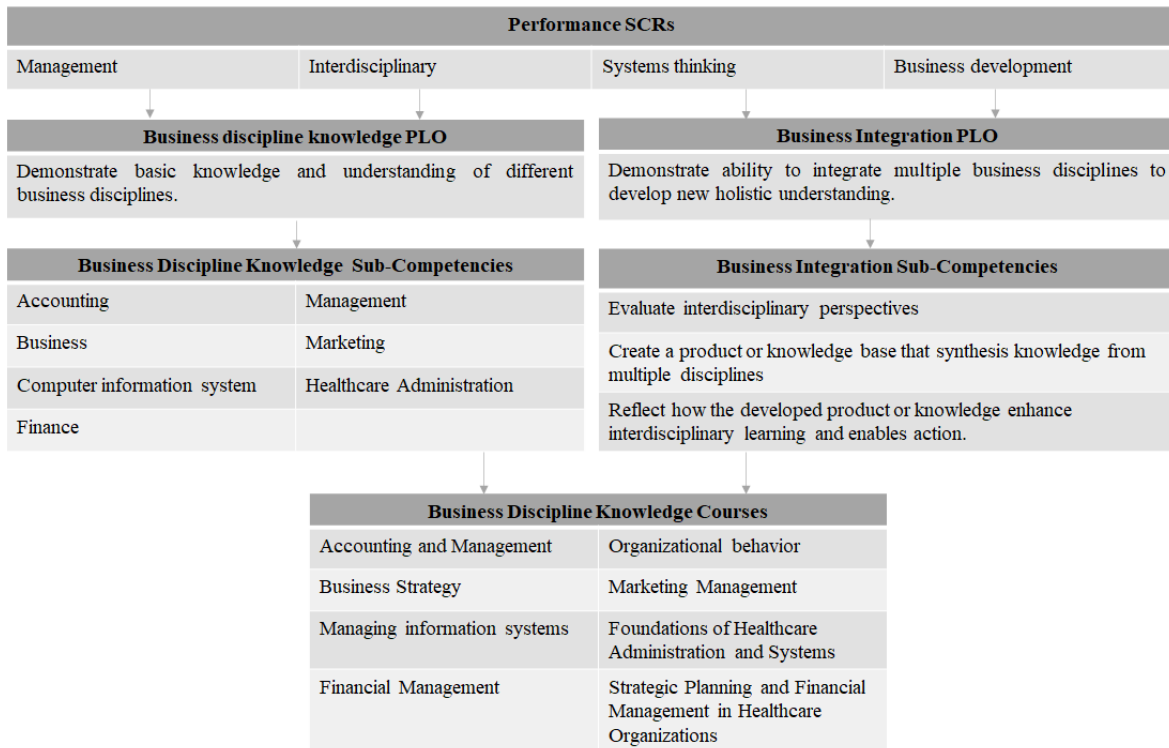 Performance SCRs
Management
Interdisciplinary
Systems thinking
Business development
Business discipline knowledge PLO
Demonstrate basic knowledge and understanding of different
business disciplines.
Business Integration PLO
Demonstrate ability to integrate multiple business disciplines to
develop new holistic understanding.
Business Discipline Knowledge Sub-Competencies
Accounting
Management
Business
Marketing
Computer information system
Healthcare Administration
Finance
Business Integration Sub-Competencies
Evaluate interdisciplinary perspectives
Create a product or knowledge base that synthesis knowledge from
multiple disciplines
Reflect how the developed product or knowledge enhance
interdisciplinary learning and enables action.
Business Discipline Knowledge Courses
Accounting and Management
Organizational behavior
Business Strategy
Marketing Management
Managing information systems
Foundations of Healthcare
Administration and Systems
Financial Management
Strategic Planning and Financial
Management in Healthcare
Organizations